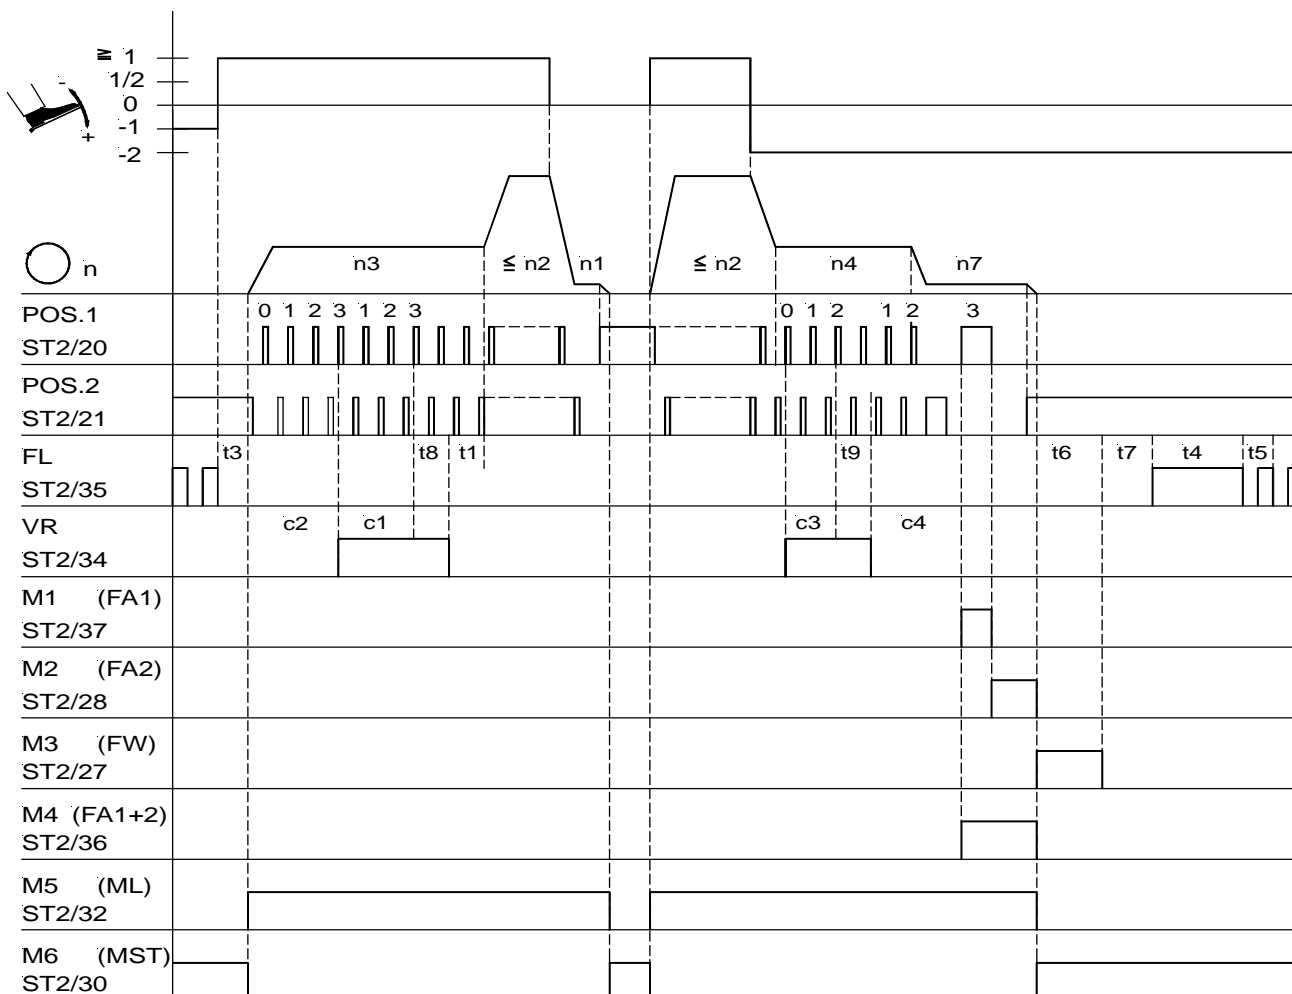 ≧ 1
1/2
0
-1
-2
-
+
n
n3
≦ n2
n1
≦ n2
n4
n7
POS.1
ST2/20
0 1 2 3 1 2 3
0 1 2 1 2 3
POS.2
ST2/21
FL
ST2/35
t3 t8 t1 t9 t6 t7 t4 t5
VR
ST2/34
c2 c1 c3 c4
M1 (FA1)
ST2/37
M2 (FA2)
ST2/28
M3 (FW)
ST2/27
M4 (FA1+2)
ST2/36
M5 (ML)
ST2/32
M6 (MST)
ST2/30